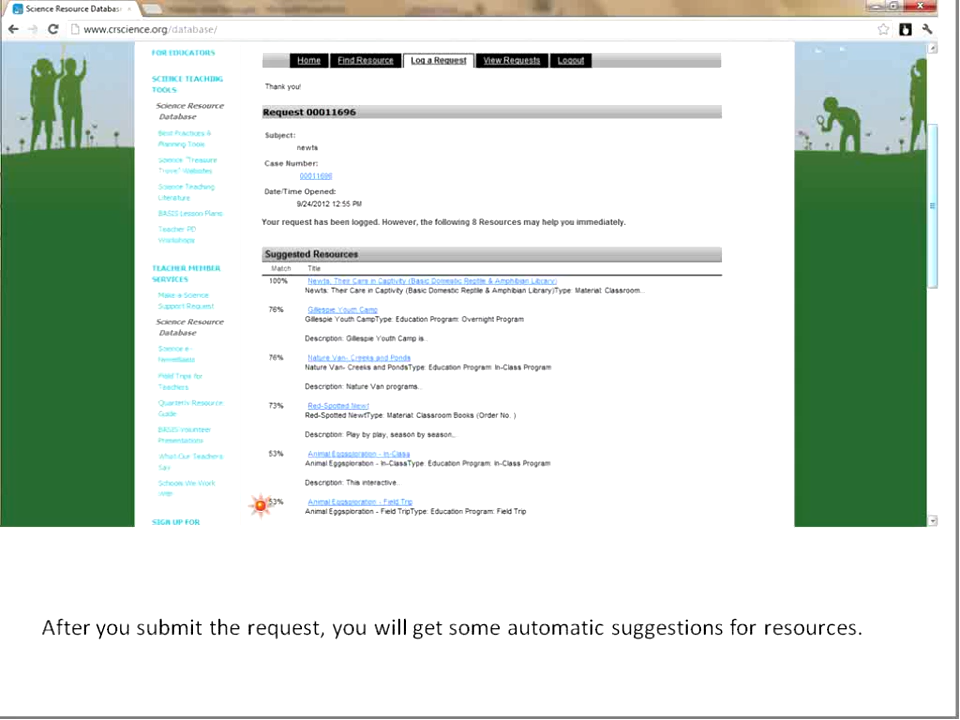 Science Resource Databas
www.crscience.org/database/
FOR EDUCATORS
SCIENCE TEACHING
TOOLS
Science Resource
Database
Best Practices &
Planning Tools
Science "Treasure
Trove" Websites
Science Teaching
Literature
BASIS Lesson Plans
Teacher PD
Workshops
TEACHER MEMBER
SERVICES
Make a Science
Support Request
Science Resource
Database
Science e-
Field Trips for
Teachers
Quarterly Resource
Guide
BASIS Volunteer
Presentations
What Our Teachers
Say
Schools We Work
With
SIGN UP FOR
Home Find Resource Log a Request View Requests Logout
Thank you!
Request 00011696
Subject:
newts
Case Number:
00011696
Date/Time Opened:
9/24/2012 12:55 PM
Your request has been logged. However, the following 8 Resources may help you immediately.
Suggested Resources
Match Title
100% Newts. Their Care in Captivity (Basic Domestic Reptile & Amphibian Library)
Newts. Their Care in Captivity (Basic Domestic Reptile & Amphibian Library)Type: Material: Classroom..
76% Gillespie Youth Camp
Gillespie Youth CampType: Education Program: Overnight Program
Description: Gillespie Youth Camp is..
76% Nature Van- Creeks and Ponds
Nature Van- Creeks and PondsType: Education Program: In-Class Program
Description: Nature Van programs..
73% Red-Spotted Newt
Red-Spotted NewtType: Material: Classroom Books (Order No. )
Description: Play by play, season by season,..
53% Animal Eggsploration - In-Class
Animal Eggsploration - In-ClassType: Education Program: In-Class Program
Description: This interactive..
53% Animal Eggsploration - Field Trip
Animal Eggsploration - Field TripType: Education Program: Field Trip
After you submit the request, you will get some automatic suggestions for resources.